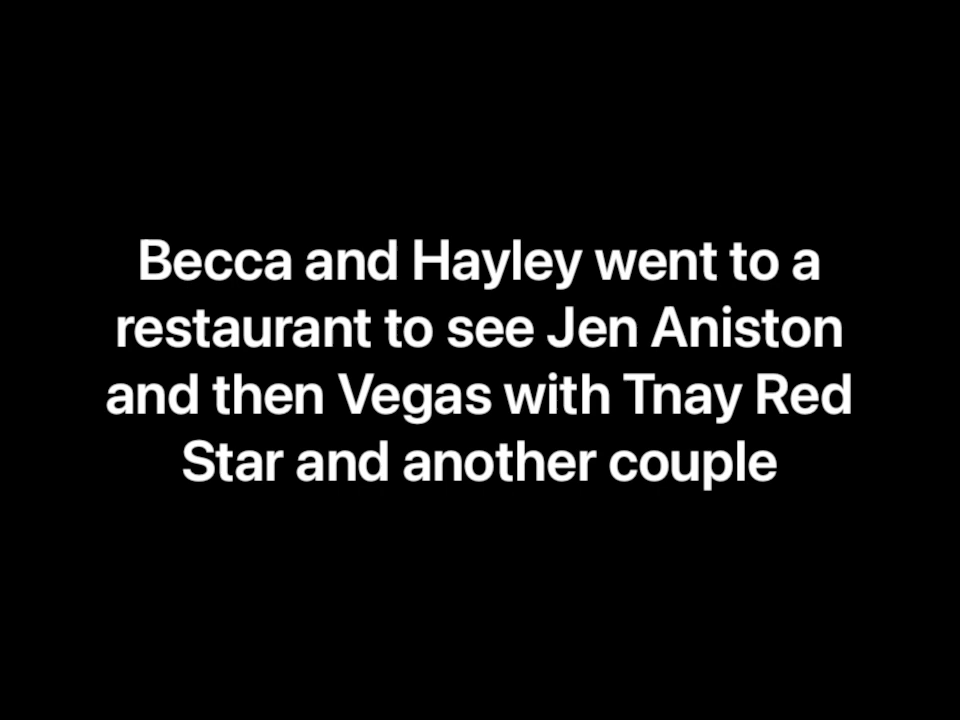 Becca and Hayley went to a
restaurant to see Jen Aniston
and then Vegas with Tnay Red
Star and another couple